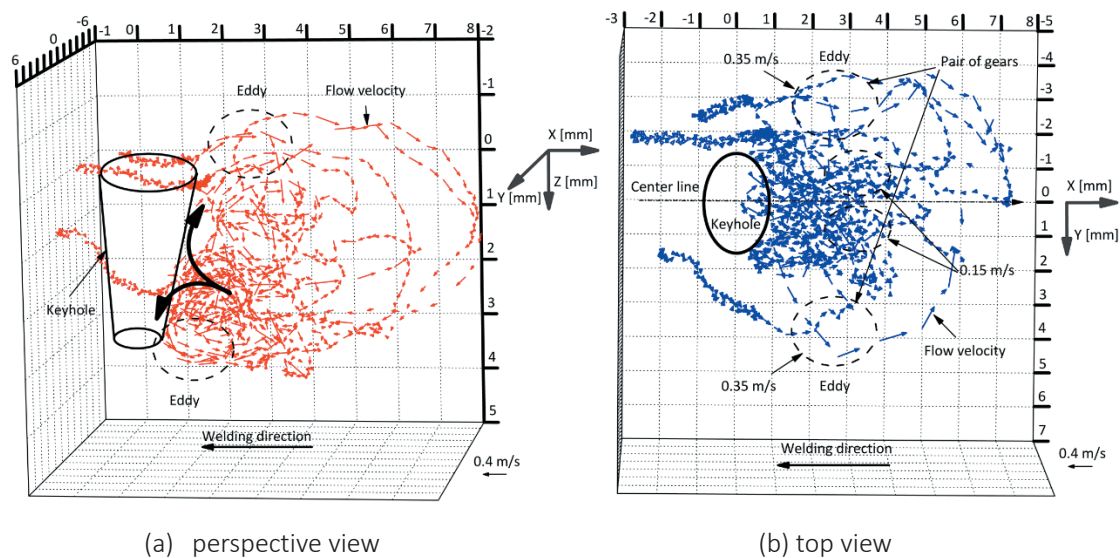 6 0 -6
-1 0 1 2 3 4 5 6 7 8 -2
-1
0
1
2
3
4
5
Eddy
Flow velocity
X [mm]
Y [mm]
Z [mm]
Keyhole
Eddy
Welding direction
0.4 m/s
(a) perspective view
-3 -2 -1 0 1 2 3 4 5 6 7 8 -5
-4
-3
-2
-1
0
1
2
3
4
5
6
7
0.35 m/s
Eddy
Pair of gears
Center line
Keyhole
X [mm]
Y [mm]
0.15 m/s
Flow velocity
0.35 m/s
Eddy
Welding direction
0.4 m/s
(b) top view